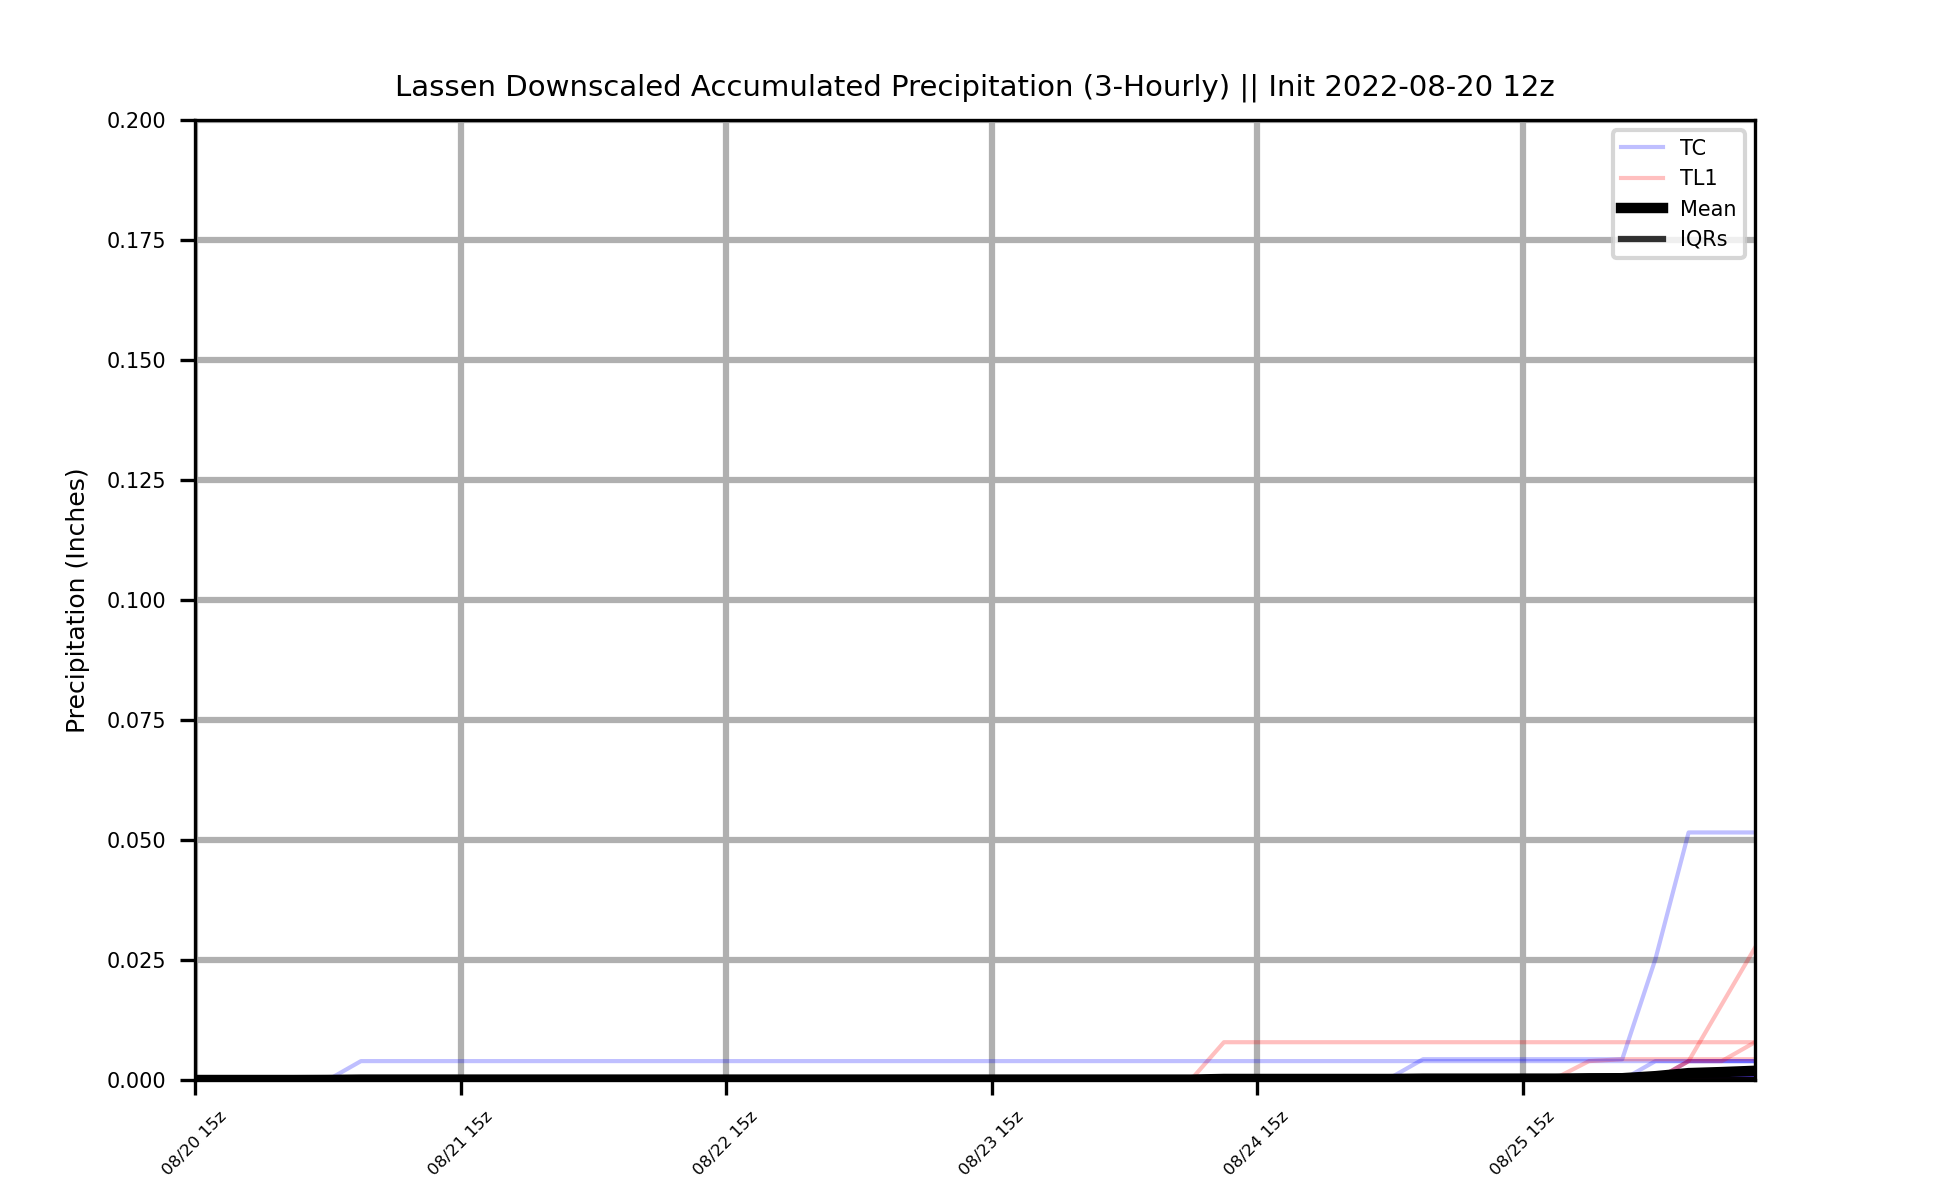 Lassen Downscaled Accumulated Precipitation (3-Hourly) || Init 2022-08-20 12z
TC
TL1
Mean
IQRs
Precipitation (Inches)
0.200
0.175
0.150
0.125
0.100
0.075
0.050
0.025
0.000
08/20 15z
08/21 15z
08/22 15z
08/23 15z
08/24 15z
08/25 15z